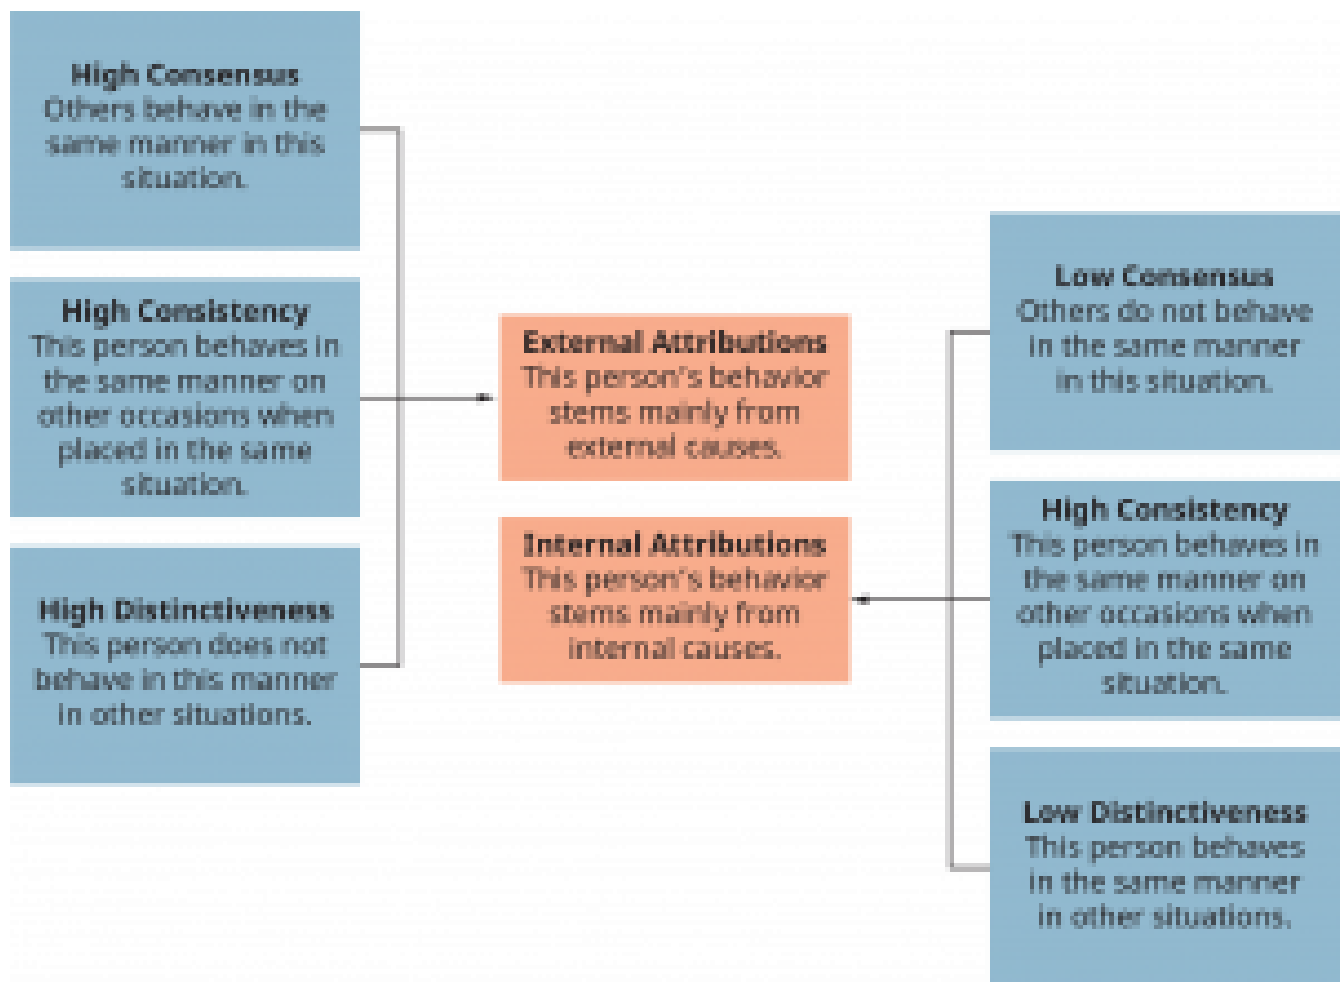 High Consensus
Others behave in the
same manner in this
situation.
High Consistency
This person behaves in
the same manner on
other occasions when
placed in the same
situation.
High Distinctiveness
This person does not
behave in this manner
in other situations.
External Attributions
This person's behavior
stems mainly from
external causes.
Internal Attributions
This person's behavior
stems mainly from
internal causes.
Low Consensus
Others do not behave
in the same manner
in this situation.
High Consistency
This person behaves in
the same manner on
other occasions when
placed in the same
situation.
Low Distinctiveness
This person behaves
in the same manner
in other situations.